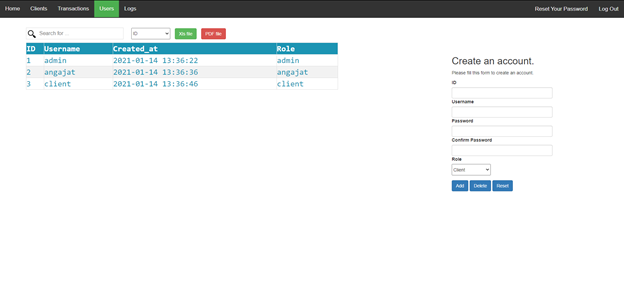 Home Clients Transactions Users Logs Reset Your Password Log Out
Search for ... ID Xls file PDF file
ID Username Created_at Role
1 admin 2021-01-14 13:36:22 admin
2 angajat 2021-01-14 13:36:36 angajat
3 client 2021-01-14 13:36:46 client
Create an account.
Please fill this form to create an account.
ID
Username
Password
Confirm Password
Role
Client
Add Delete Reset